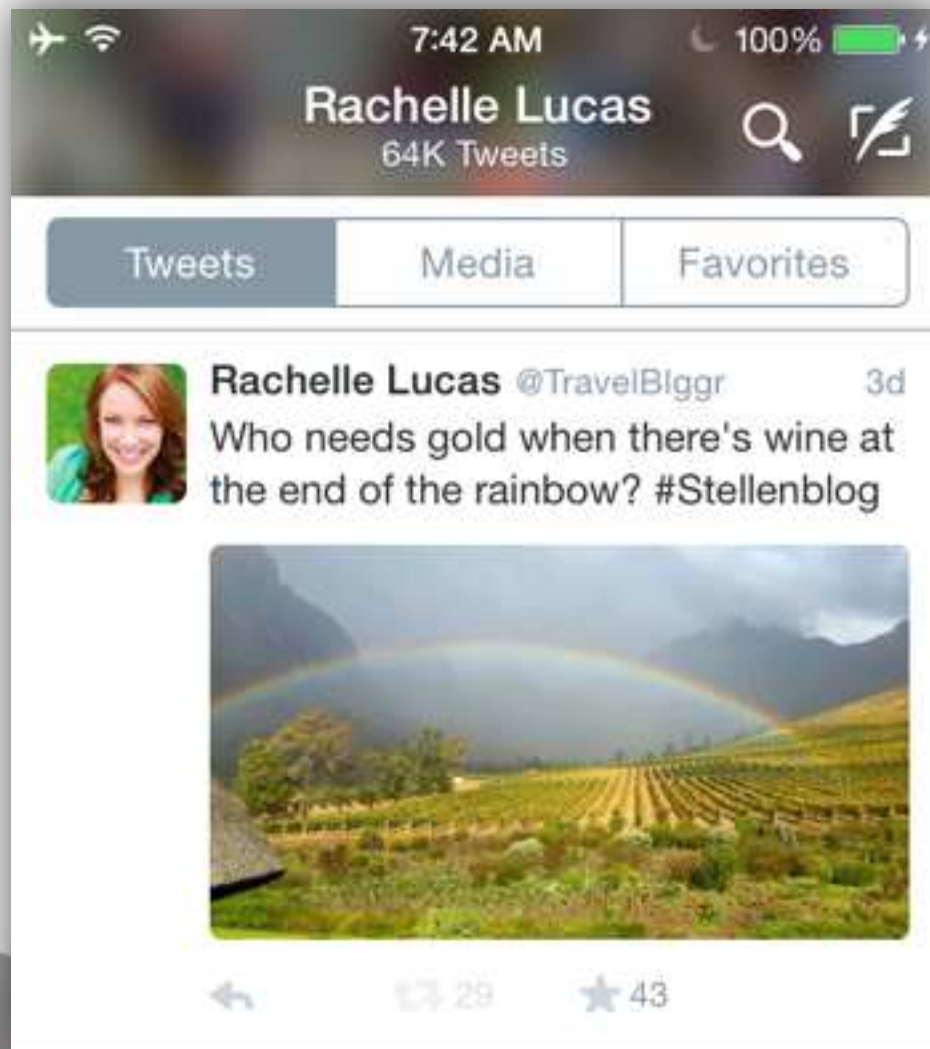 7:42 AM
100%
Rachelle Lucas
64K Tweets
Tweets
Media
Favorites
Rachelle Lucas @TravelBlggr 3d
Who needs gold when there's wine at
the end of the rainbow? #Stellenblog
29 43